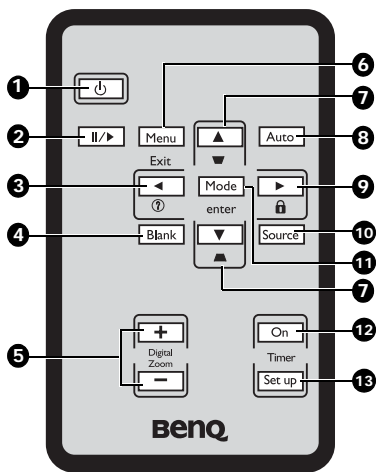 1
6
7
2
Menu
Auto
8
Exit
3
Mode
9
?
enter
4
Blank
Source
10
11
7
On
12
5
Digital
Zoom
Timer
Set up
13
BenQ